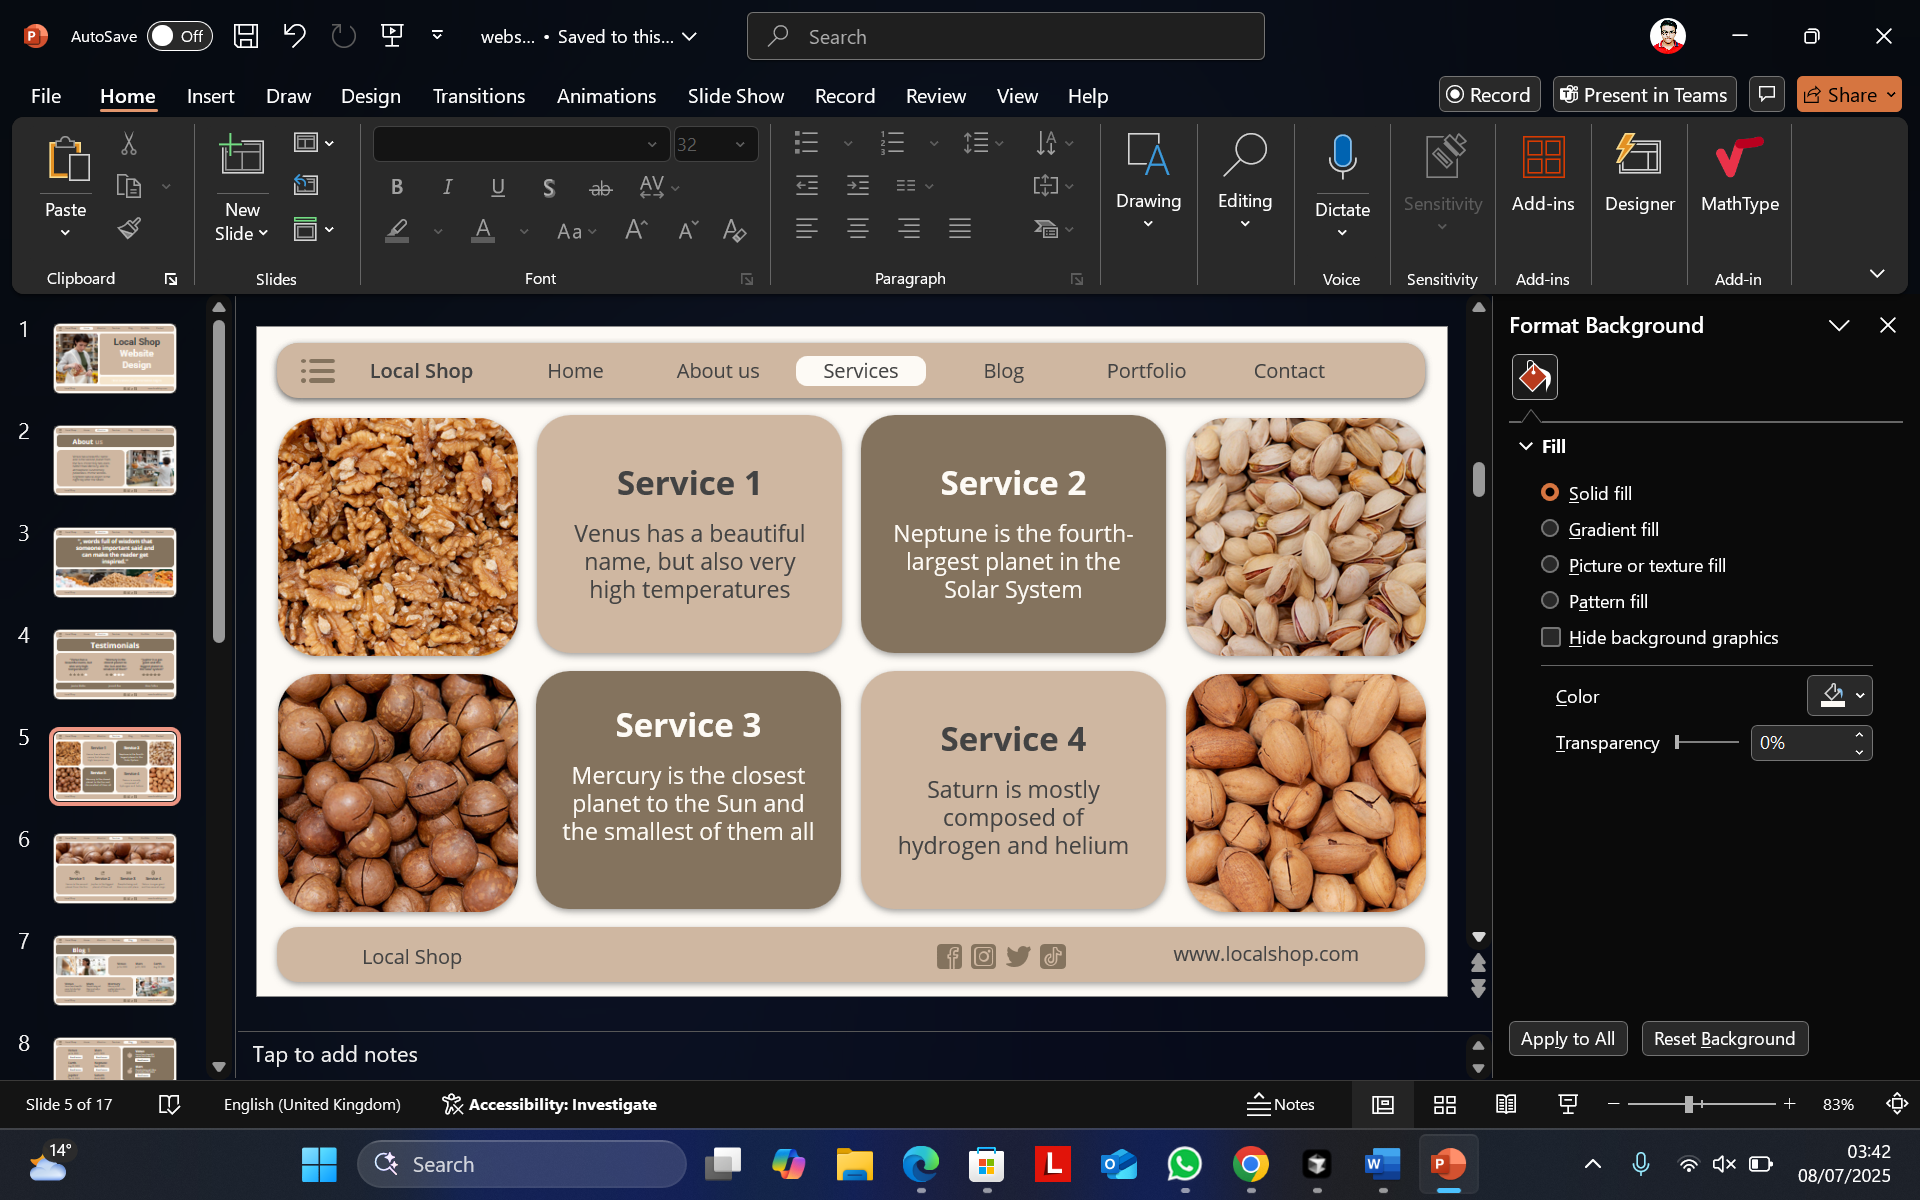 AutoSave Off
webs... • Saved to this...
Search
File Home Insert Draw Design Transitions Animations Slide Show Record Review View Help
Record Present in Teams Share
32
Paste
New Slide
Clipboard
Slides
Font
Paragraph
Drawing
Editing
Dictate
Voice
Sensitivity
Sensitivity
Add-ins
Add-ins
Designer
MathType
Add-in
1
Local Shop
Website
Design
2
About us
3
" words full of wisdom that
someone important said and
can make the reader get
inspired."
4
Testimonials
5
6
7
Blog 1
8
Local Shop Home About us Services Blog Portfolio Contact
Service 1
Venus has a beautiful
name, but also very
high temperatures
Service 2
Neptune is the fourth-
largest planet in the
Solar System
Service 3
Mercury is the closest
planet to the Sun and
the smallest of them all
Service 4
Saturn is mostly
composed of
hydrogen and helium
Local Shop
www.localshop.com
Tap to add notes
Format Background
Fill
Solid fill
Gradient fill
Picture or texture fill
Pattern fill
Hide background graphics
Color
Transparency 0%
Apply to All Reset Background
Slide 5 of 17 English (United Kingdom) Accessibility: Investigate Notes 83%
14°
Search
03:42
08/07/2025